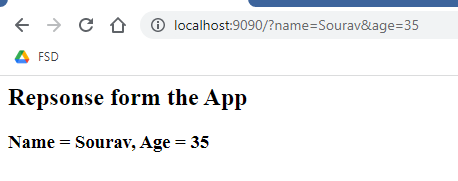 localhost:9090/?name=Sourav&age=35
FSD
Repsonse form the App
Name = Sourav, Age = 35